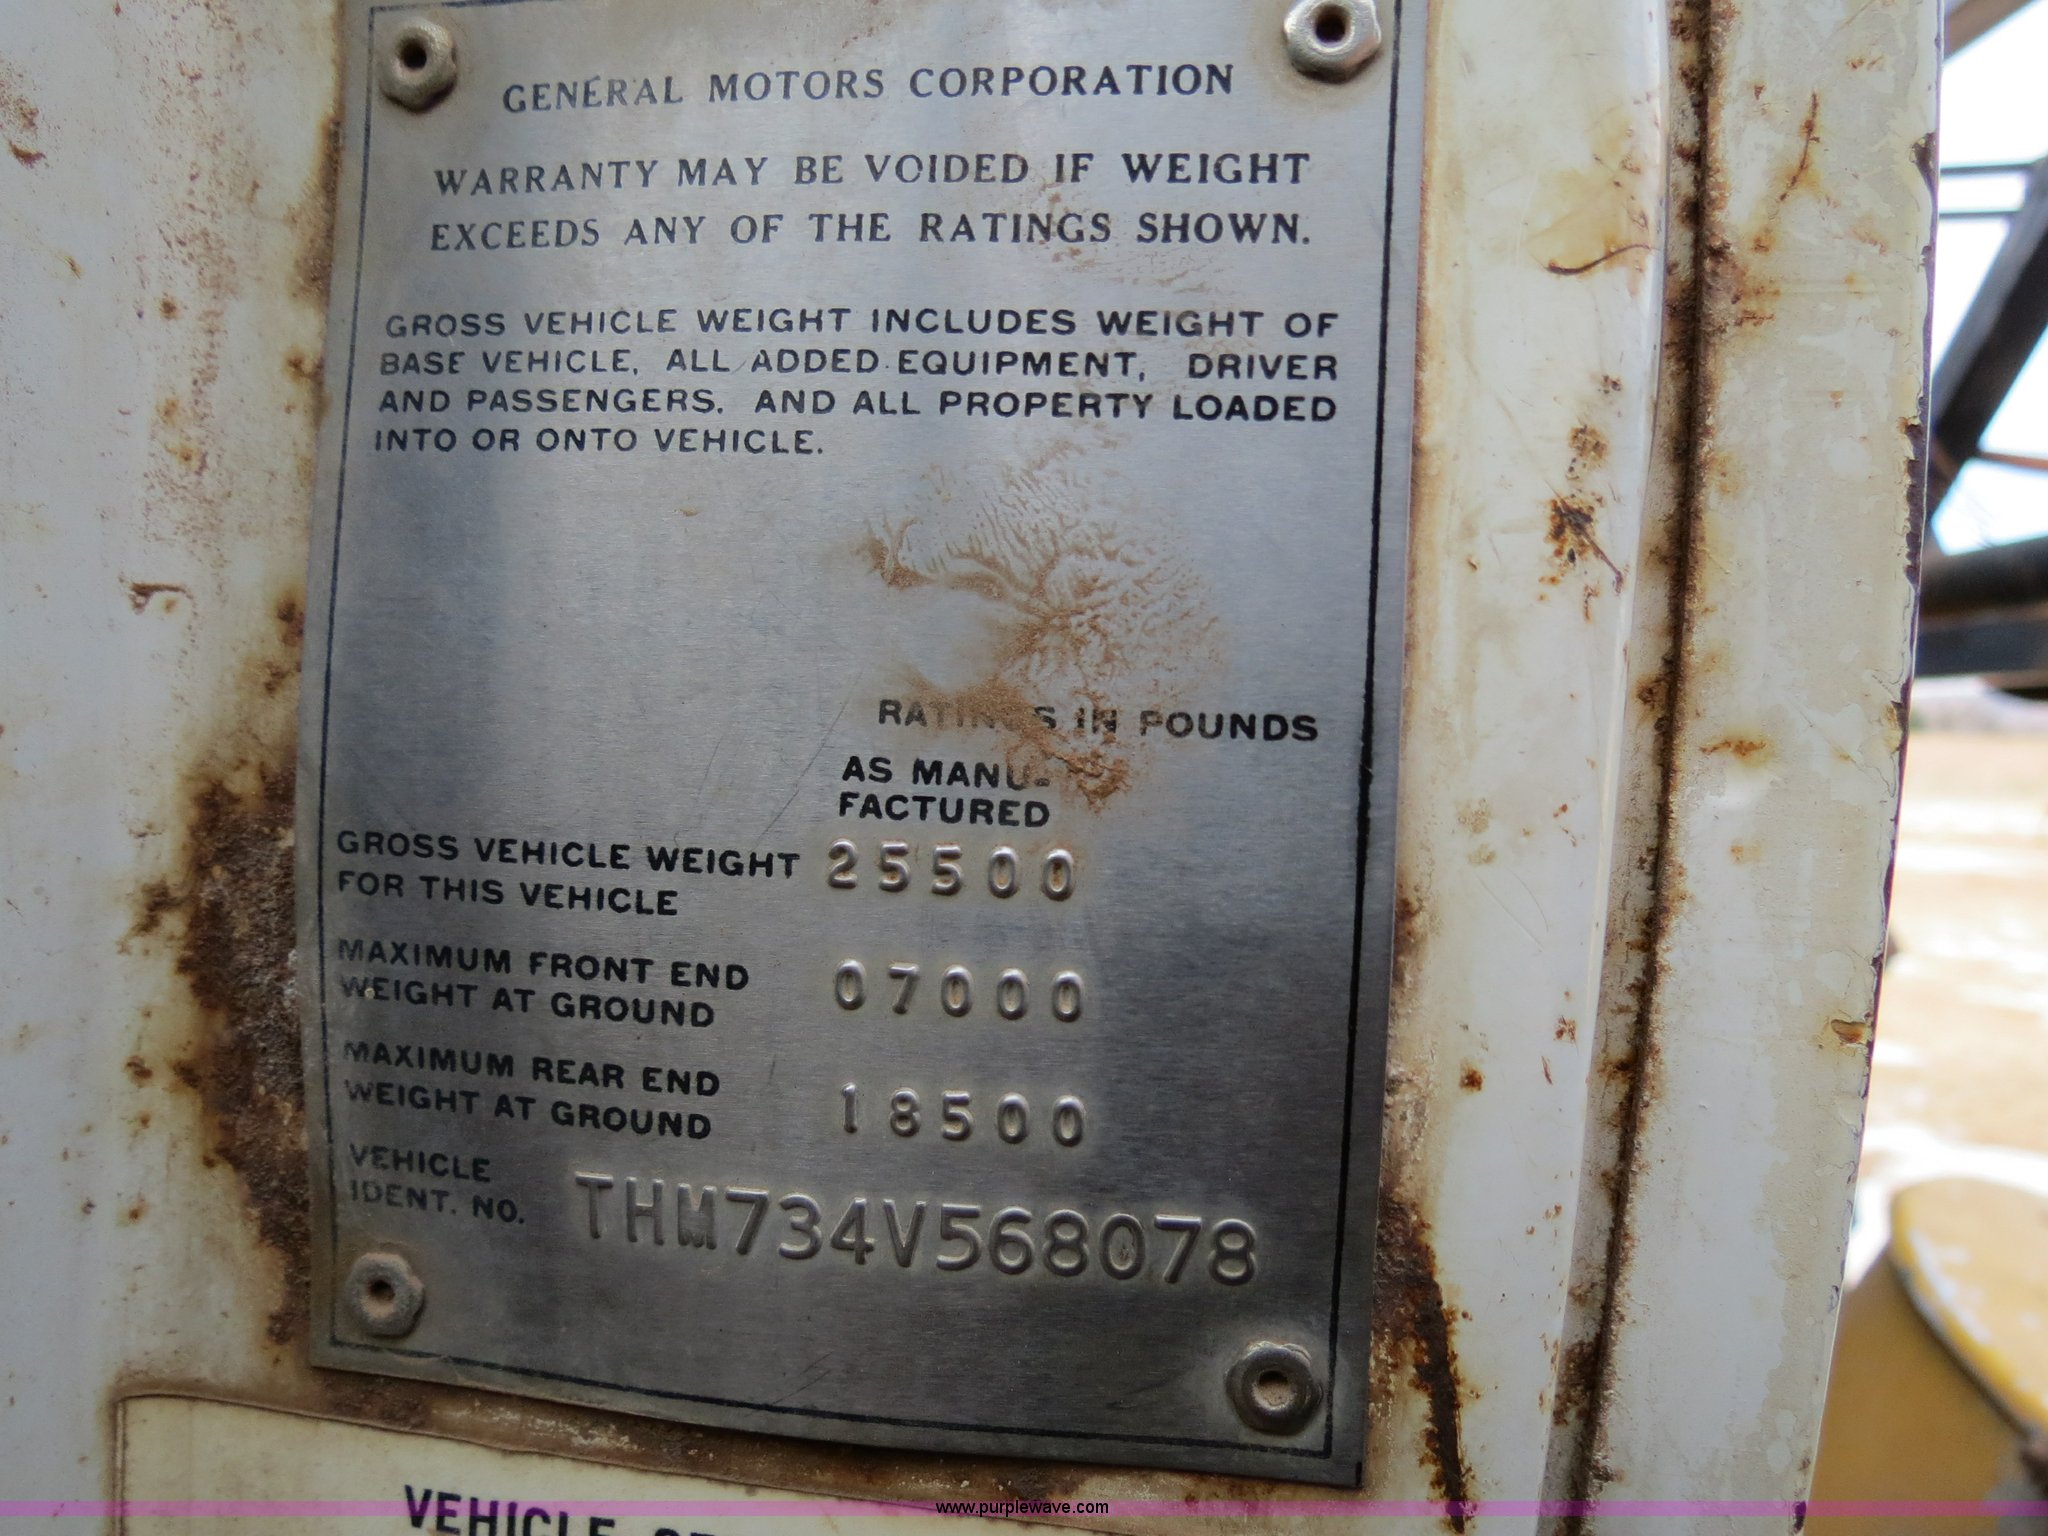 GENERAL MOTORS CORPORATION
WARRANTY MAY BE VOIDED IF WEIGHT
EXCEEDS ANY OF THE RATINGS SHOWN.
GROSS VEHICLE WEIGHT INCLUDES WEIGHT OF
BASE VEHICLE, ALL ADDED EQUIPMENT, DRIVER
AND PASSENGERS, AND ALL PROPERTY LOADED
INTO OR ONTO VEHICLE.
RATINGS IN POUNDS
AS MANU-
FACTURED
GROSS VEHICLE WEIGHT 25500
FOR THIS VEHICLE
MAXIMUM FRONT END
WEIGHT AT GROUND 07000
MAXIMUM REAR END
WEIGHT AT GROUND 18500
VEHICLE
IDENT. NO. THM734V568078
VEHICLE
www.purplewave.com